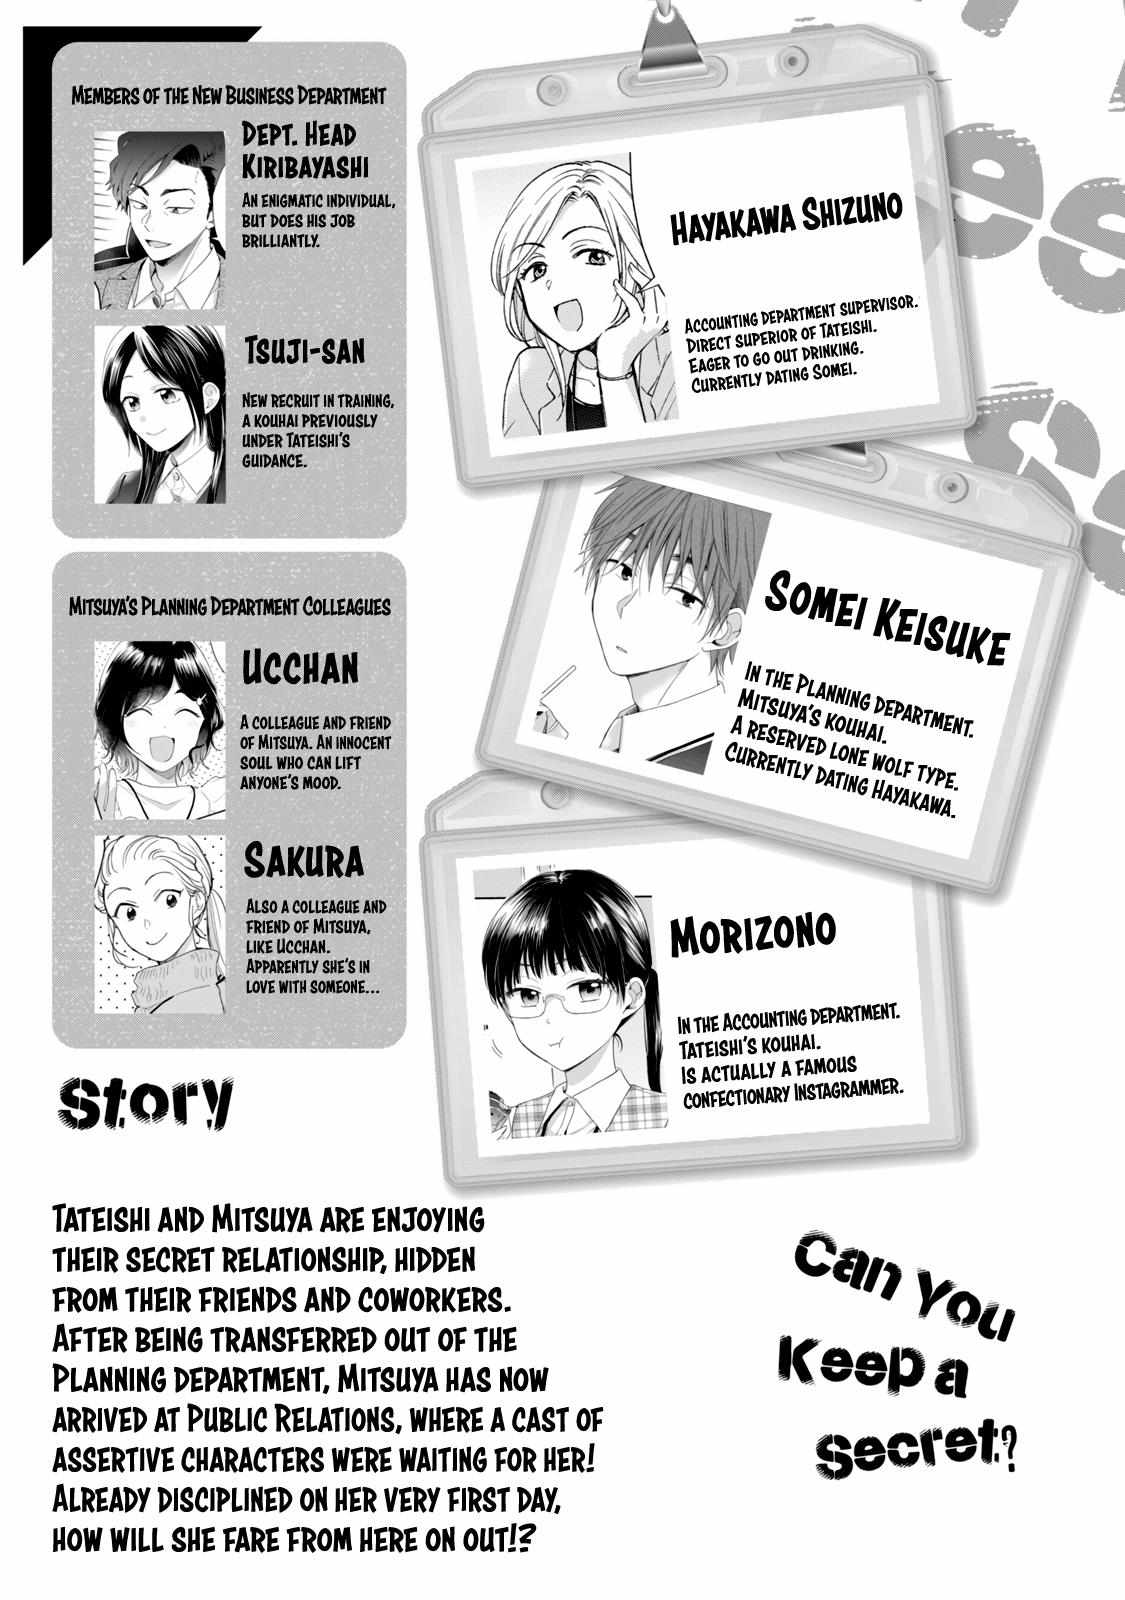 Members of the New Business Department
Dept. Head
Kiribayashi
An enigmatic individual,
but does his job
brilliantly.
Tsuji-san
New recruit in training,
a kouhai previously
under Tateishi's
guidance.
Mitsuya's Planning Department Colleagues
Ucchan
A colleague and friend
of Mitsuya. An innocent
soul who can lift
anyone's mood.
Sakura
Also a colleague and
friend of Mitsuya,
like Ucchan.
Apparently she's in
love with someone...
Hayakawa Shizuno
Accounting department supervisor.
Direct superior of Tateishi.
Eager to go out drinking.
Currently dating Somei.
Somei Keisuke
In the Planning department.
Mitsuya's kouhai.
A reserved lone wolf type.
Currently dating Hayakawa.
Morizono
In the Accounting department.
Tateishi's kouhai.
Is actually a famous
confectionary Instagrammer.
Story
Tateishi and Mitsuya are enjoying
their secret relationship, hidden
from their friends and coworkers.
After being transferred out of the
Planning department, Mitsuya has now
arrived at Public Relations, where a cast of
assertive characters were waiting for her!
Already disciplined on her very first day,
how will she fare from here on out!?
Can You
Keep a
Secret?